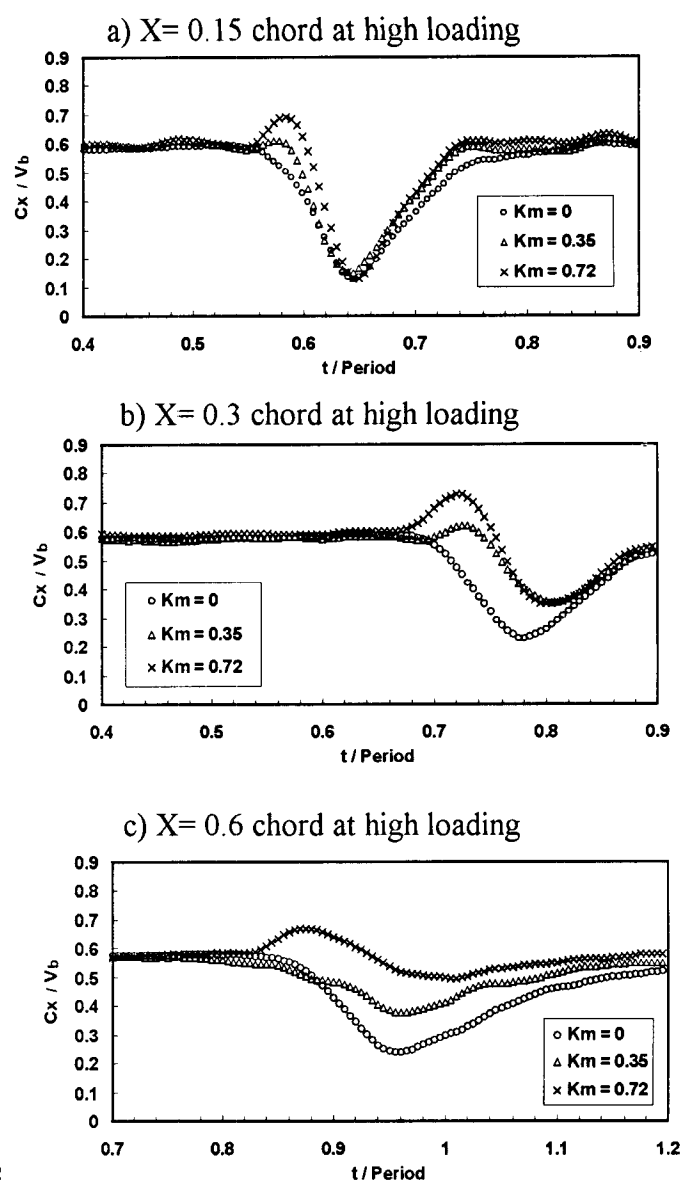 a) X= 0.15 chord at high loading
0.9
0.8
0.7
0.6
0.5
0.4
0.3
0.2
0.1
0
Cx / Vb
Km = 0
Km = 0.35
Km = 0.72
0.4 0.5 0.6 0.7 0.8 0.9
t / Period
b) X= 0.3 chord at high loading
0.9
0.8
0.7
0.6
0.5
0.4
0.3
0.2
0.1
0
Cx / Vb
Km = 0
Km = 0.35
Km = 0.72
0.4 0.5 0.6 0.7 0.8 0.9
t / Period
c) X= 0.6 chord at high loading
0.9
0.8
0.7
0.6
0.5
0.4
0.3
0.2
0.1
0
Cx / Vb
Km = 0
Km = 0.35
Km = 0.72
0.7 0.8 0.9 1 1.1 1.2
t / Period